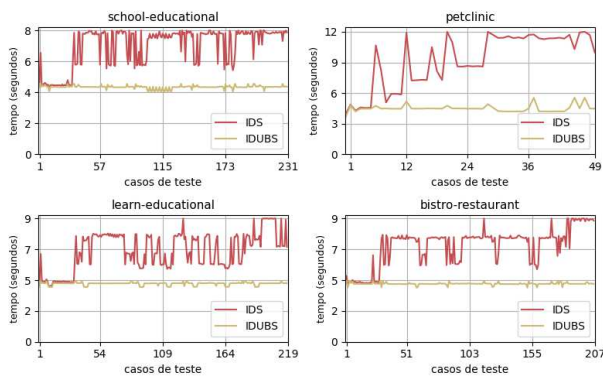 school-educational
8
6
4
2
0
tempo (segundos)
IDS
IDUBS
1 57 115 173 231
casos de teste
petclinic
12
9
6
3
0
tempo (segundos)
IDS
IDUBS
1 12 24 36 49
casos de teste
learn-educational
9
7
5
2
0
tempo (segundos)
IDS
IDUBS
1 54 109 164 219
casos de teste
bistro-restaurant
9
7
5
2
0
tempo (segundos)
IDS
IDUBS
1 51 103 155 207
casos de teste